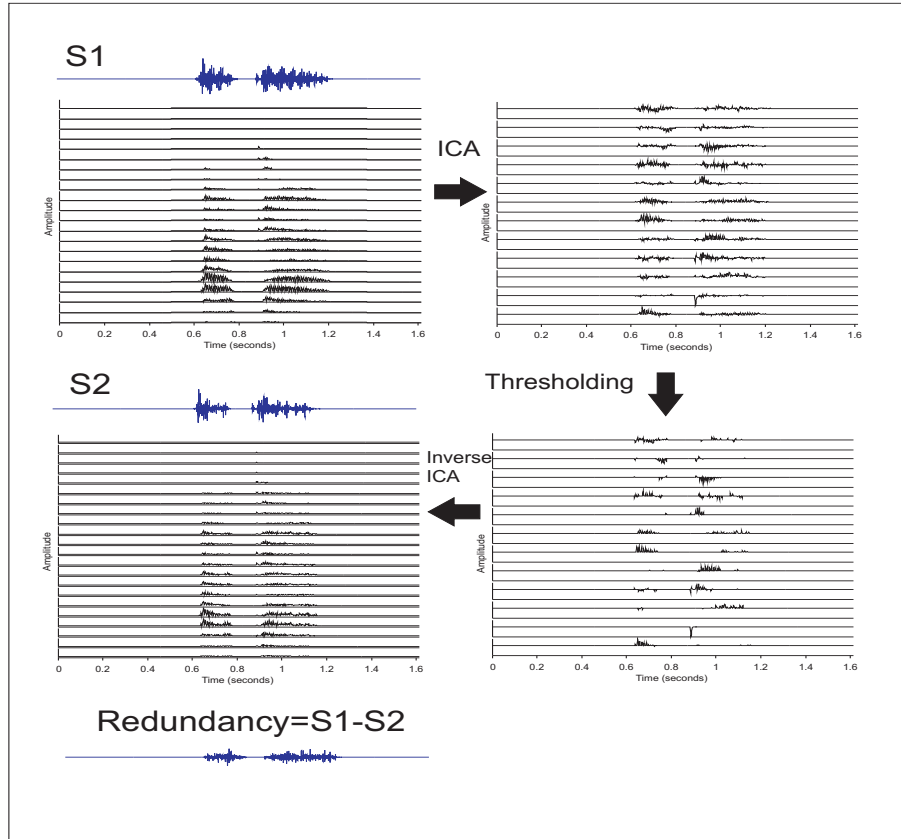 S1
Amplitude
0 0.2 0.4 0.6 0.8 1 1.2 1.4 1.6
Time (seconds)
ICA
Amplitude
0 0.2 0.4 0.6 0.8 1 1.2 1.4 1.6
Time (seconds)
Thresholding
S2
Amplitude
0 0.2 0.4 0.6 0.8 1 1.2 1.4 1.6
Time (seconds)
Inverse
ICA
Amplitude
0 0.2 0.4 0.6 0.8 1 1.2 1.4 1.6
Time (seconds)
Redundancy=S1-S2